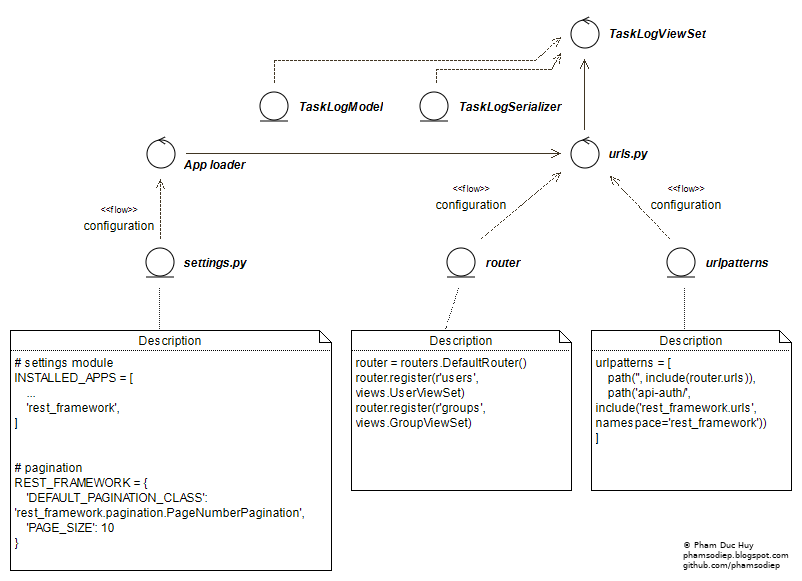 TaskLogViewSet
TaskLogModel
TaskLogSerializer
App loader
urls.py
<<flow>>
configuration
<<flow>>
configuration
<<flow>>
configuration
settings.py
router
urlpatterns
Description
# settings module
INSTALLED_APPS = [
...
'rest_framework',
]
# pagination
REST_FRAMEWORK = {
'DEFAULT_PAGINATION_CLASS':
'rest_framework.pagination.PageNumberPagination',
'PAGE_SIZE': 10
}
Description
router = routers.DefaultRouter()
router.register(r'users',
views.UserViewSet)
router.register(r'groups',
views.GroupViewSet)
Description
urlpatterns = [
path('', include(router.urls)),
path('api-auth/',
include('rest_framework.urls',
namespace='rest_framework'))
]
© Pham Duc Huy
phamsodiep.blogspot.com
github.com/phamsodiep